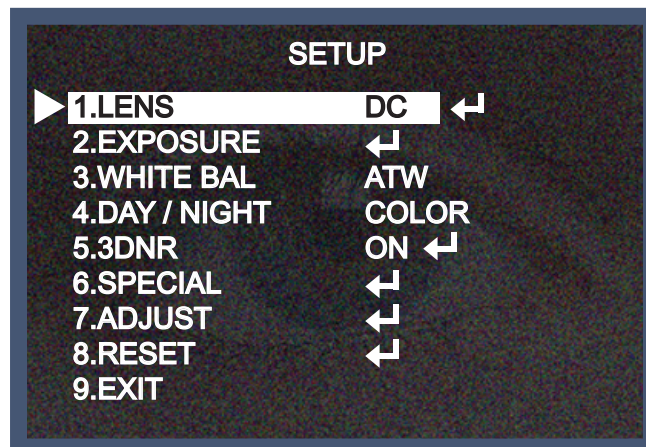 SETUP
1.LENS DC ↵
2.EXPOSURE ↵
3.WHITE BAL ATW
4.DAY / NIGHT COLOR
5.3DNR ON ↵
6.SPECIAL ↵
7.ADJUST ↵
8.RESET ↵
9.EXIT